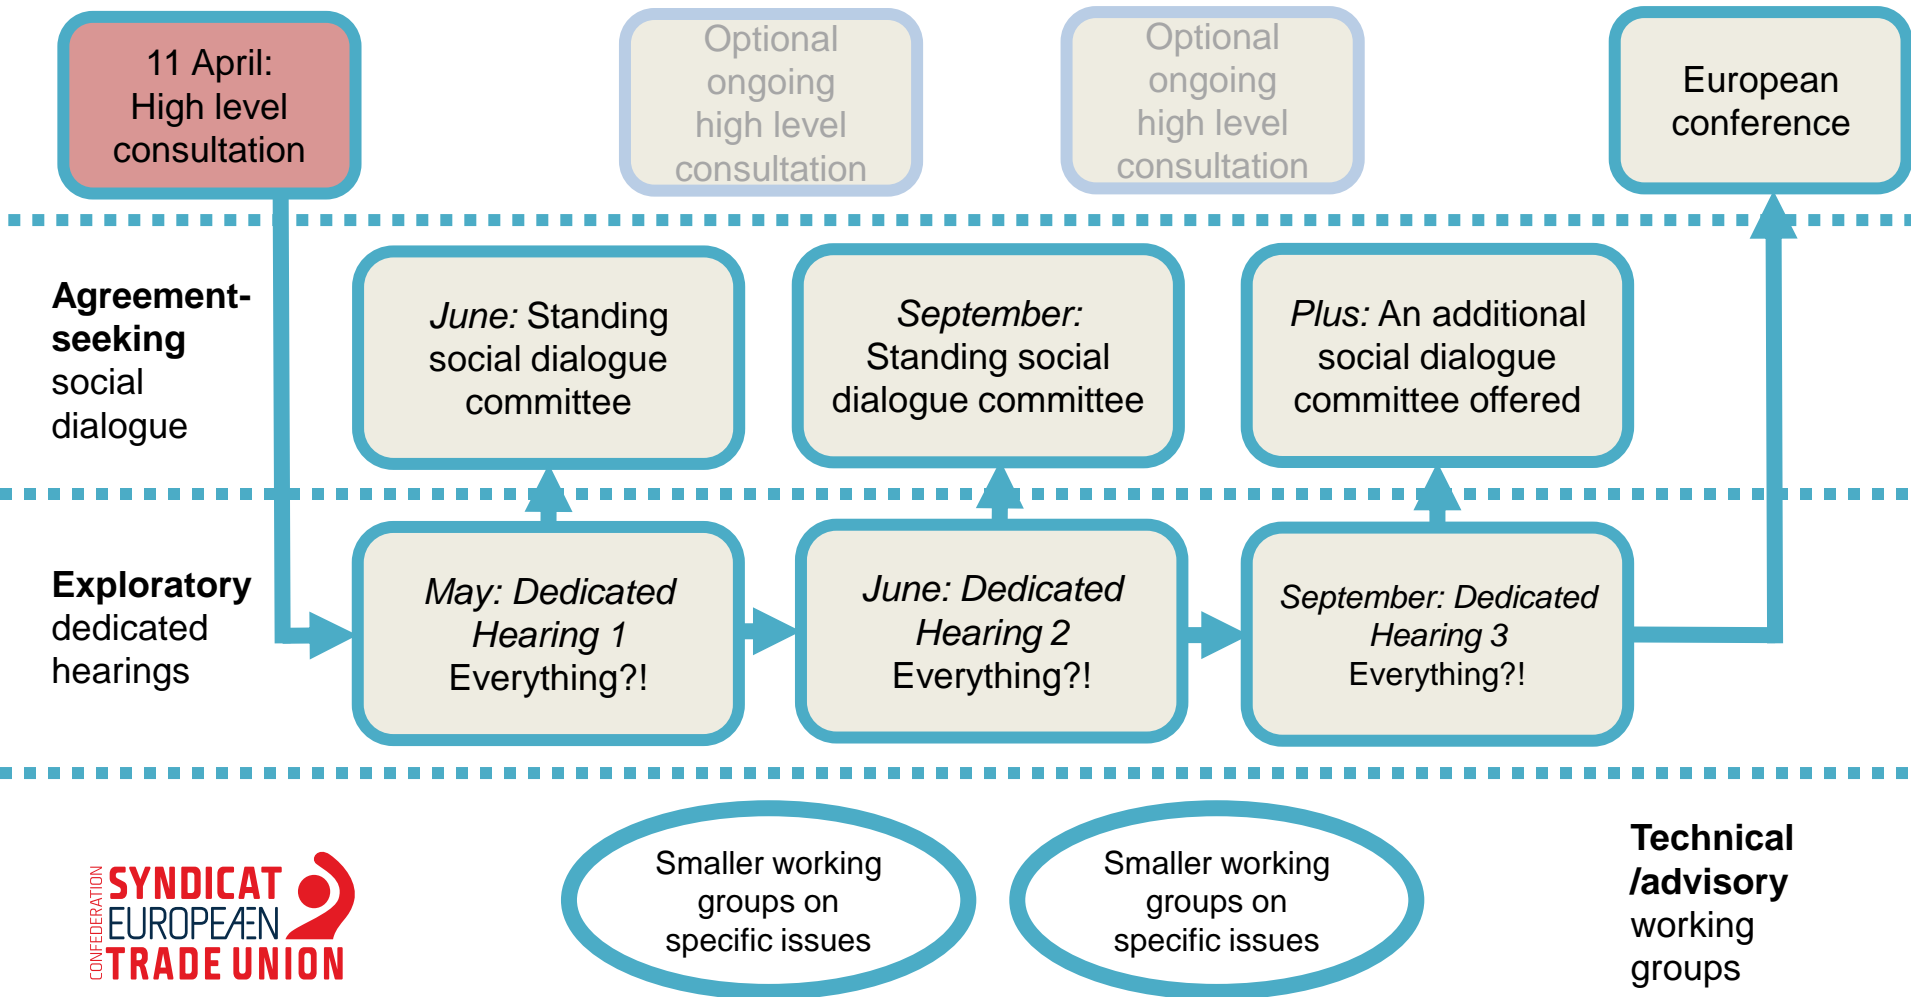 11 April:
High level
consultation
Optional
ongoing
high level
consultation
Optional
ongoing
high level
consultation
European
conference
Agreement-
seeking
social
dialogue
June: Standing
social dialogue
committee
September:
Standing social
dialogue committee
Plus: An additional
social dialogue
committee offered
Exploratory
dedicated
hearings
May: Dedicated
Hearing 1
Everything?!
June: Dedicated
Hearing 2
Everything?!
September: Dedicated
Hearing 3
Everything?!
CONFEDERATION
SYNDICAT
EUROPEÆN
TRADE UNION
Smaller working
groups on
specific issues
Smaller working
groups on
specific issues
Technical
/advisory
working
groups